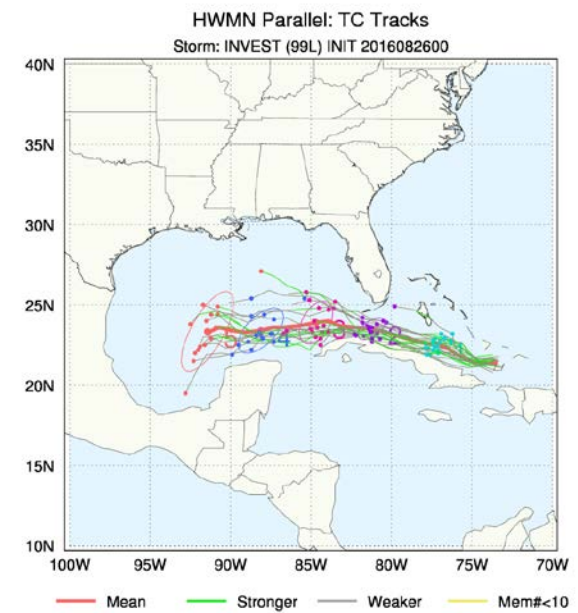 HWMN Parallel: TC Tracks
Storm: INVEST (99L) INIT 2016082600
40N
35N
30N
25N
20N
15N
10N
100W 95W 90W 85W 80W 75W 70W
Mean Stronger Weaker Mem#<10